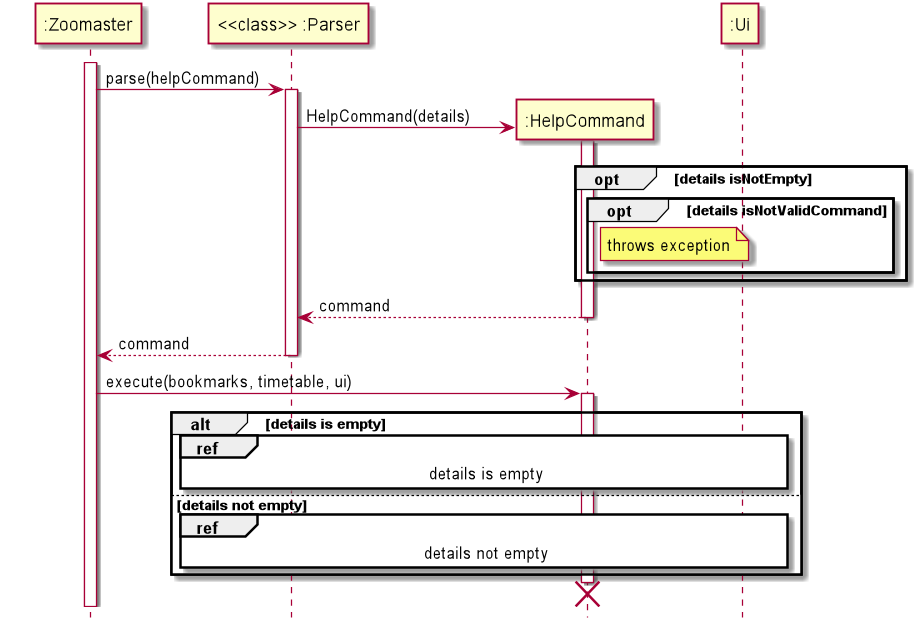 :Zoomaster
<<class>> :Parser
:Ui
parse(helpCommand)
HelpCommand(details)
:HelpCommand
opt [details isNotEmpty]
opt [details isNotValidCommand]
throws exception
command
command
execute(bookmarks, timetable, ui)
alt [details is empty]
ref
details is empty
[details not empty]
ref
details not empty